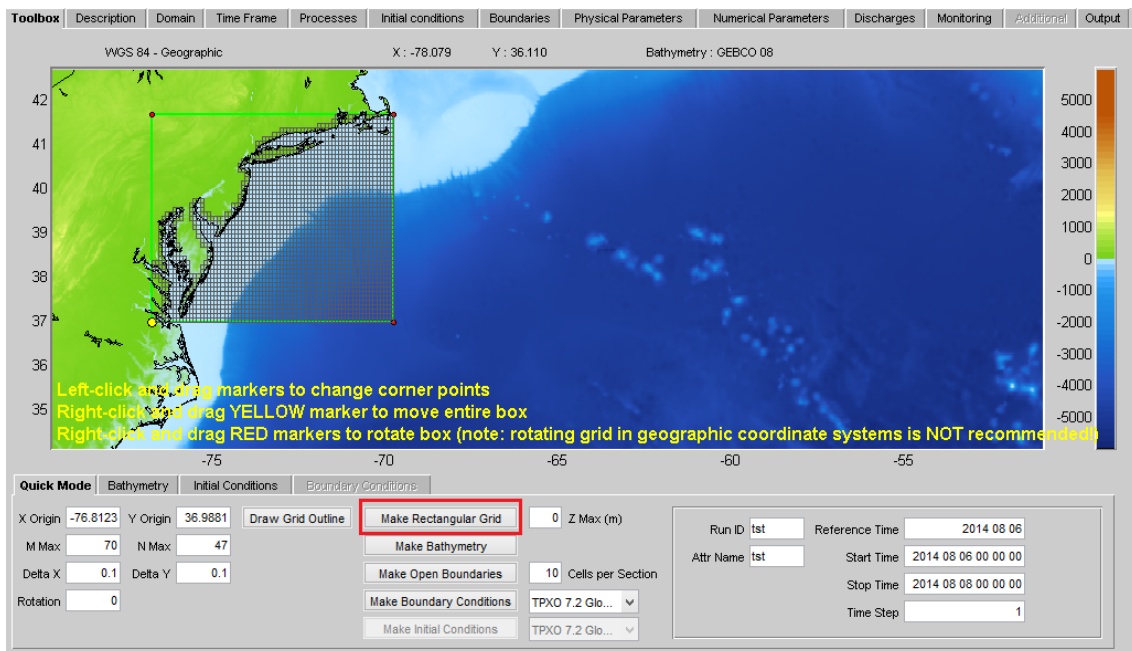 Toolbox Description Domain Time Frame Processes Initial conditions Boundaries Physical Parameters Numerical Parameters Discharges Monitoring Additional Output
WGS 84 - Geographic X : -78.079 Y : 36.110 Bathymetry : GEBCO 08
42
41
40
39
38
37
36
35
5000
4000
3000
2000
1000
0
-1000
-2000
-3000
-4000
-5000
Left-click and drag markers to change corner points
Right-click and drag YELLOW marker to move entire box
Right-click and drag RED markers to rotate box (note: rotating grid in geographic coordinate systems is NOT recommended!)
-75 -70 -65 -60 -55
Quick Mode Bathymetry Initial Conditions Boundary Conditions
X Origin -76.8123 Y Origin 36.9881 Draw Grid Outline Make Rectangular Grid 0 Z Max (m)
M Max 70 N Max 47 Make Bathymetry
Delta X 0.1 Delta Y 0.1 Make Open Boundaries 10 Cells per Section
Rotation 0 Make Boundary Conditions TPXO 7.2 Glo...
Make Initial Conditions TPXO 7.2 Glo...
Run ID tst Reference Time 2014 08 06
Attr Name tst Start Time 2014 08 06 00 00 00
Stop Time 2014 08 08 00 00 00
Time Step 1